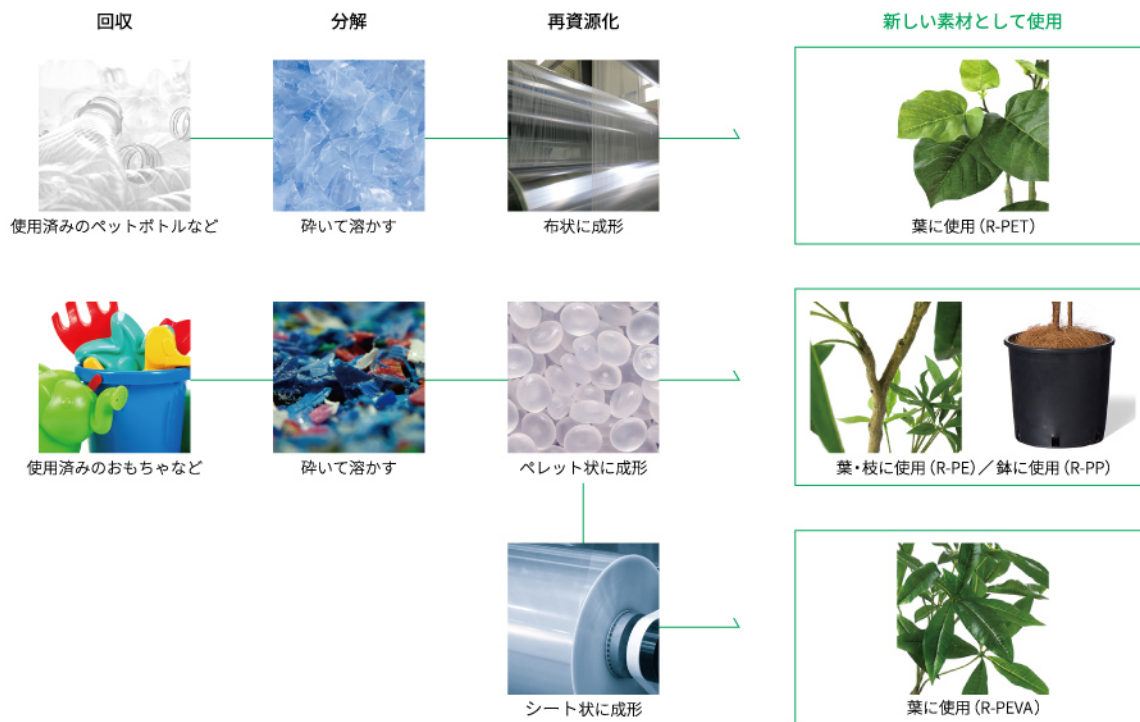 回収
分解
再資源化
新しい素材として使用
使用済みのペットボトルなど
砕いて溶かす
布状に成形
葉に使用（R-PET）
使用済みのおもちゃなど
砕いて溶かす
ペレット状に成形
葉・枝に使用（R-PE）／鉢に使用（R-PP）
シート状に成形
葉に使用（R-PEVA）